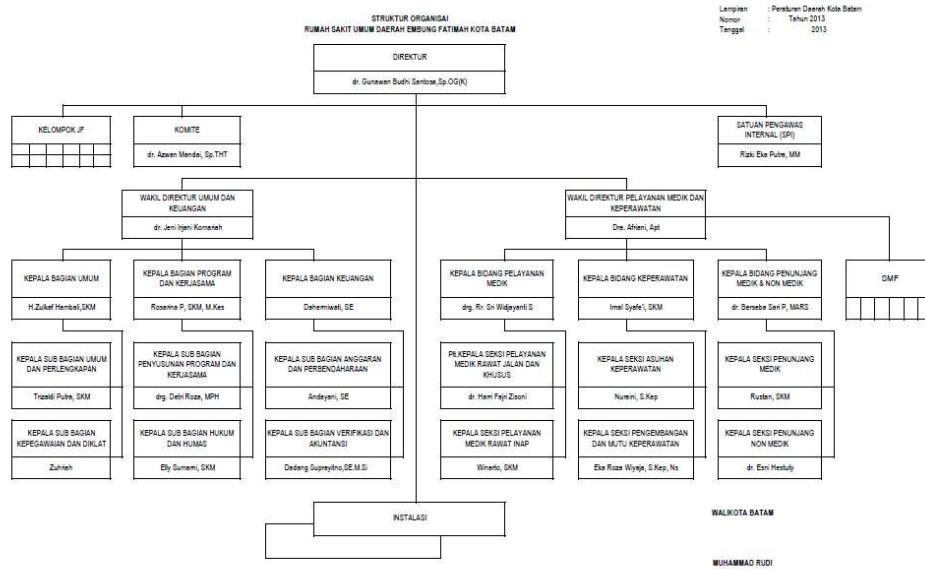 Lampiran : Peraturan Daerah Kota Batam
Nomor : Tahun 2013
Tanggal : 2013
STRUKTUR ORGANISAI
RUMAH SAKIT UMUM DAERAH EMBUNG FATIMAH KOTA BATAM
DIREKTUR
dr. Gunawan Budhi Santosa,Sp.OG(K)
KELOMPOK JF
KOMITE
dr. Azwan Mandai, Sp.THT
SATUAN PENGAWAS
INTERNAL (SPI)
Rizki Eka Putra, MM
WAKIL DIREKTUR UMUM DAN
KEUANGAN
dr. Jeni Irjani Komariah
WAKIL DIREKTUR PELAYANAN MEDIK DAN
KEPERAWATAN
Dra. Afriani, Apt
KEPALA BAGIAN UMUM
H.Zulkaf Hambali,SKM
KEPALA BAGIAN PROGRAM
DAN KERJASAMA
Rosarina P, SKM, M.Kes
KEPALA BAGIAN KEUANGAN
Dahermiwati, SE
KEPALA BIDANG PELAYANAN
MEDIK
drg. Rr. Sri Widjayanti S
KEPALA BIDANG KEPERAWATAN
Imal Syafe'i, SKM
KEPALA BIDANG PENUNJANG
MEDIK & NON MEDIK
dr. Berseba Sari P, MARS
SMF
KEPALA SUB BAGIAN UMUM
DAN PERLENGKAPAN
Trizaldi Putra, SKM
KEPALA SUB BAGIAN
PENYUSUNAN PROGRAM DAN
KERJASAMA
drg. Detri Roza, MPH
KEPALA SUB BAGIAN ANGGARAN
DAN PERBENDAHARAAN
Andayani, SE
Plt.KEPALA SEKSI PELAYANAN
MEDIK RAWAT JALAN DAN
KHUSUS
dr. Harri Fajri Zisoni
KEPALA SEKSI ASUHAN
KEPERAWATAN
Nuraini, S.Kep
KEPALA SEKSI PENUNJANG
MEDIK
Rustan, SKM
KEPALA SUB BAGIAN
KEPEGAWAIAN DAN DIKLAT
Zuhriah
KEPALA SUB BAGIAN HUKUM
DAN HUMAS
Elly Sumarni, SKM
KEPALA SUB BAGIAN VERIFIKASI DAN
AKUNTANSI
Dadang Suprayitno,SE.M.Si
KEPALA SEKSI PELAYANAN
MEDIK RAWAT INAP
Winarto, SKM
KEPALA SEKSI PENGEMBANGAN
DAN MUTU KEPERAWATAN
Eka Roza Wijaya, S.Kep, Ns
KEPALA SEKSI PENUNJANG
NON MEDIK
dr. Esni Hestuty
INSTALASI
WALIKOTA BATAM
MUHAMMAD RUDI